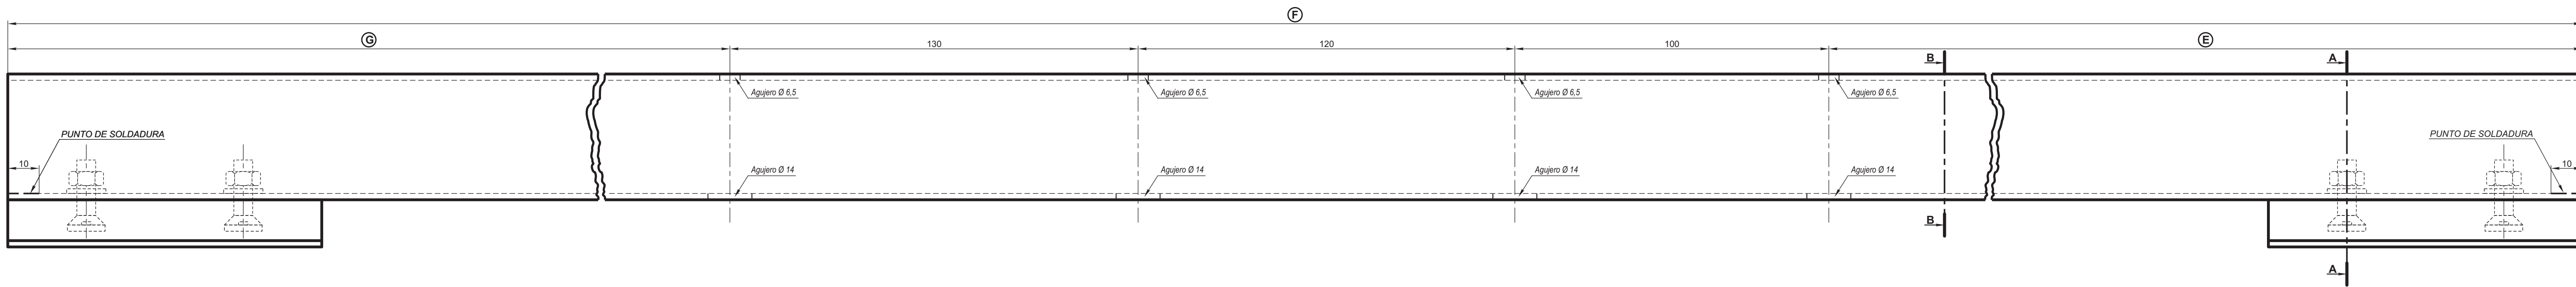 F
G
130
120
100
E
B
A
Agujero Ø 6,5
Agujero Ø 6,5
Agujero Ø 6,5
Agujero Ø 6,5
PUNTO DE SOLDADURA
PUNTO DE SOLDADURA
10
10
Agujero Ø 14
Agujero Ø 14
Agujero Ø 14
Agujero Ø 14
B
A